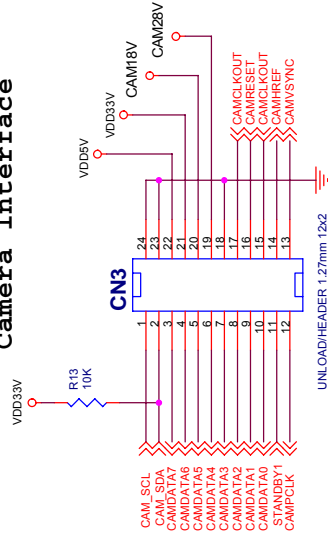 Camera Interface
VDD33V
R13
10K
VDD5V
VDD33V
CAM18V
CAM28V
CN3
CAM_SCL 1 24
CAM_SDA 2 23
CAMDATA7 3 22
CAMDATA6 4 21
CAMDATA5 5 20
CAMDATA4 6 19
CAMDATA3 7 18
CAMDATA2 8 17 CAMCLKOUT
CAMDATA1 9 16 CAMRESET
CAMDATA0 10 15 CAMCLKOUT
STANDBY1 11 14 CAMHREF
CAMPCLK 12 13 CAMVSYNC
UNLOAD/HEADER 1.27mm 12x2